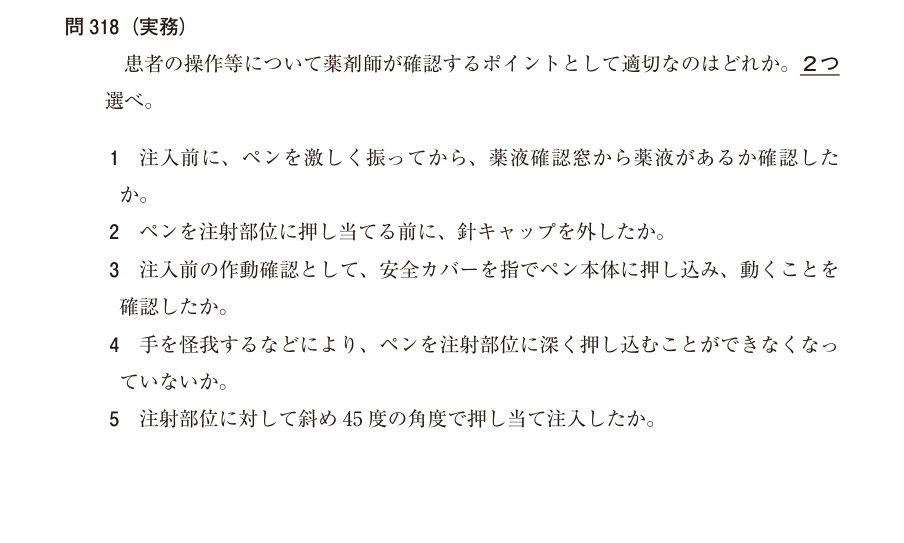 問 318（実務）
患者の操作等について薬剤師が確認するポイントとして適切なのはどれか。２つ
選べ。
1 注入前に、ペンを激しく振ってから、薬液確認窓から薬液があるか確認した
か。
2 ペンを注射部位に押し当てる前に、針キャップを外したか。
3 注入前の作動確認として、安全カバーを指でペン本体に押し込み、動くことを
確認したか。
4 手を怪我するなどにより、ペンを注射部位に深く押し込むことができなくなっ
ていないか。
5 注射部位に対して斜め 45 度の角度で押し当て注入したか。